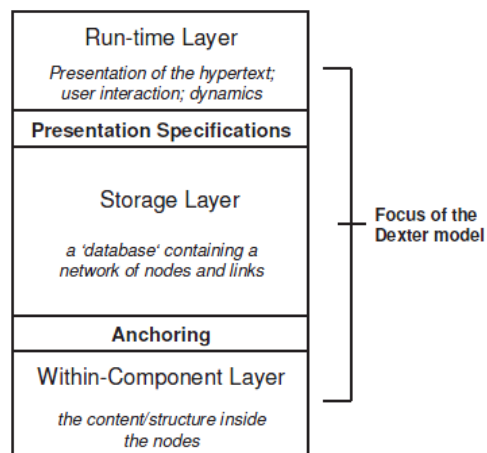 Run-time Layer
Presentation of the hypertext;
user interaction; dynamics
Presentation Specifications
Storage Layer
a ‘database‘ containing a
network of nodes and links
Focus of the
Dexter model
Anchoring
Within-Component Layer
the content/structure inside
the nodes